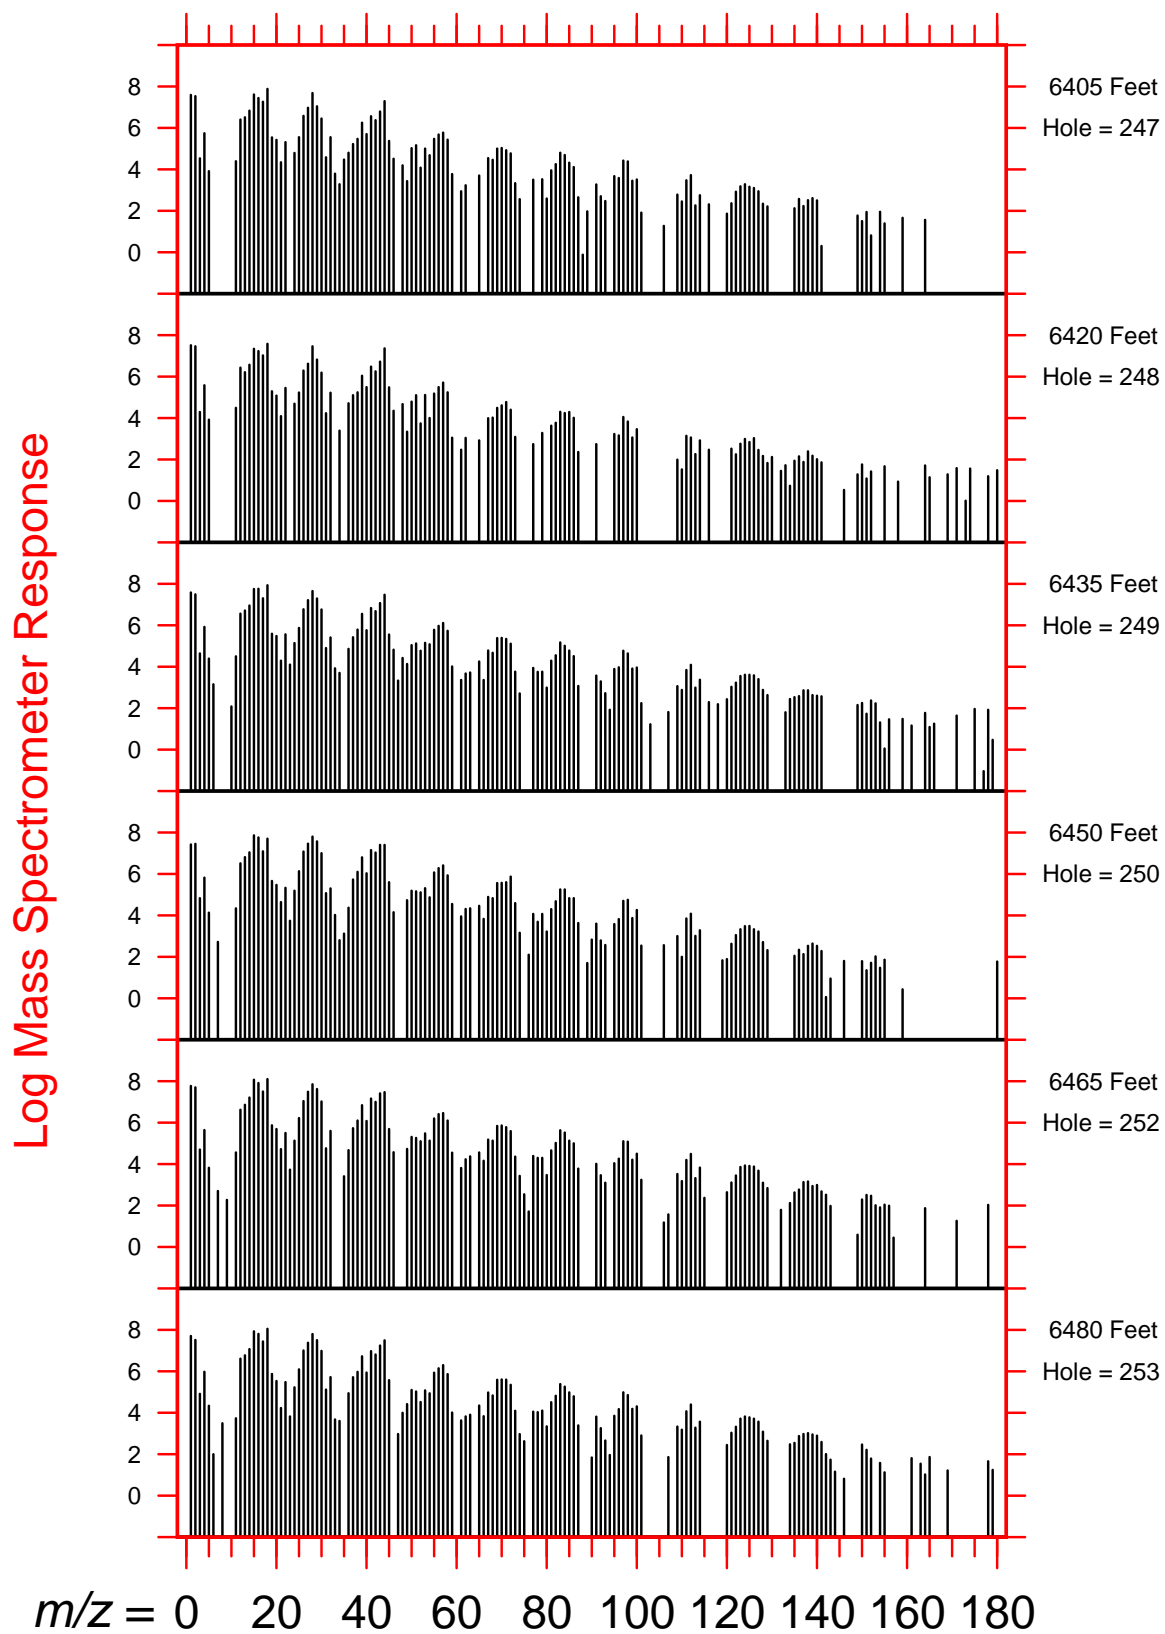 8
6
4
2
0
6405 Feet
Hole = 247
8
6
4
2
0
6420 Feet
Hole = 248
8
6
4
2
0
6435 Feet
Hole = 249
8
6
4
2
0
6450 Feet
Hole = 250
8
6
4
2
0
6465 Feet
Hole = 252
8
6
4
2
0
6480 Feet
Hole = 253
Log Mass Spectrometer Response
m/z = 0 20 40 60 80 100 120 140 160 180